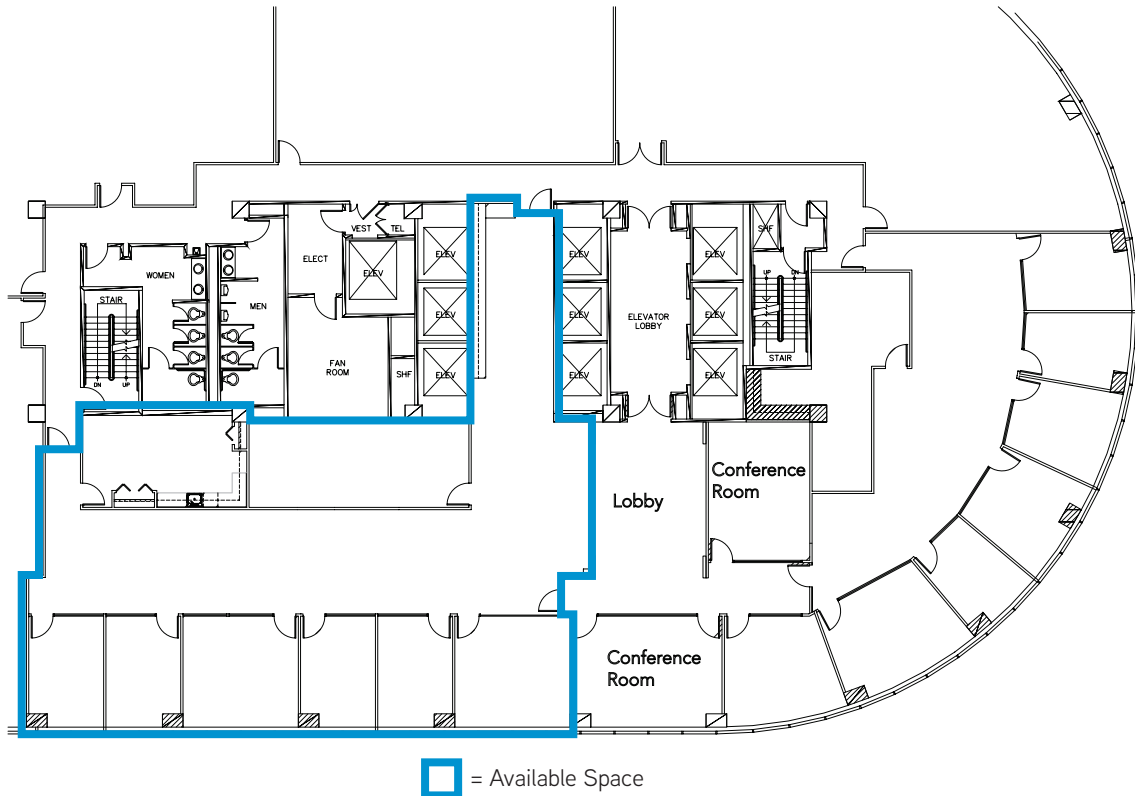 VEST
TEL
SHF
ELECT
ELEV
ELEV
ELEV
ELEV
WOMEN
STAIR
MEN
ELEV
ELEV
ELEVATOR
LOBBY
ELEV
UP
DN
FAN
ROOM
SHF
ELEV
ELEV
ELEV
STAIR
DN
UP
Conference
Room
Lobby
Conference
Room
= Available Space